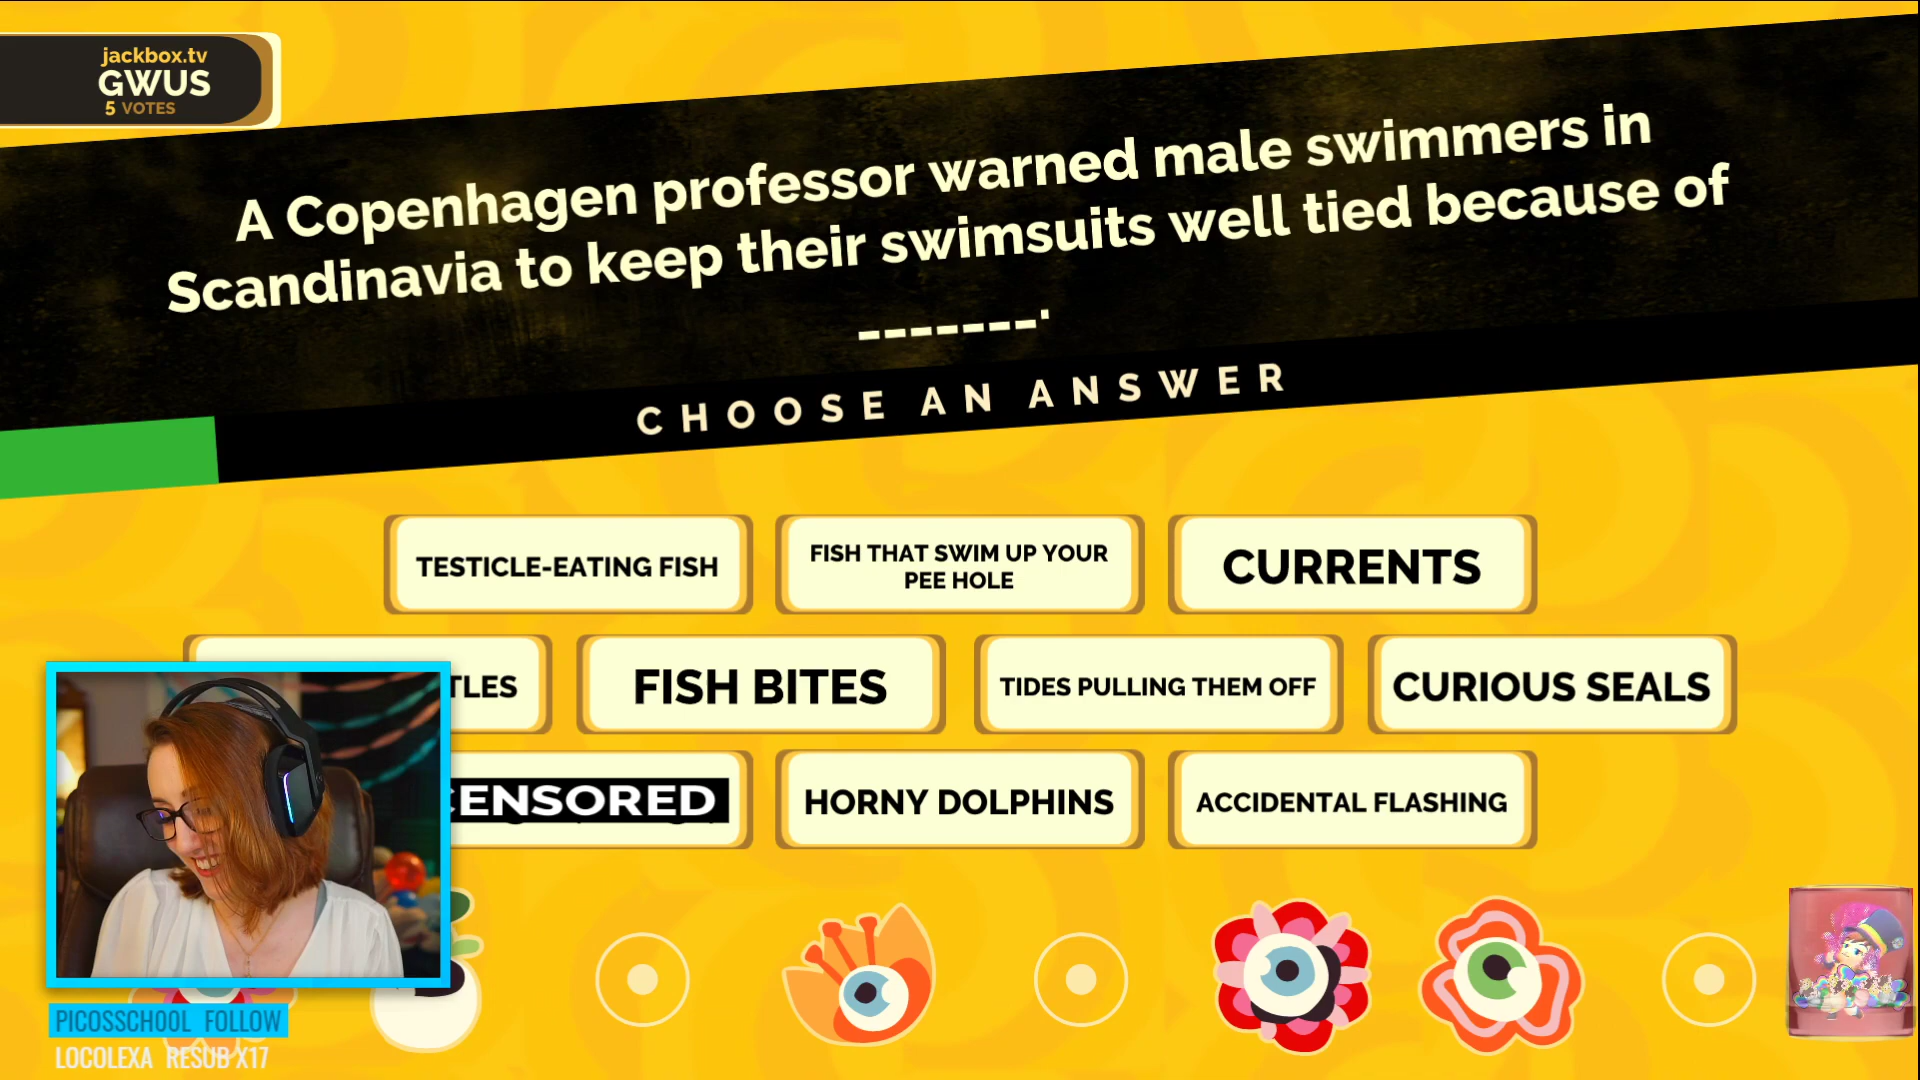 jackbox.tv
GWUS
5 VOTES
A Copenhagen professor warned male swimmers in
Scandinavia to keep their swimsuits well tied because of
_______.
CHOOSE AN ANSWER
TESTICLE-EATING FISH
FISH THAT SWIM UP YOUR
PEE HOLE
CURRENTS
TLES
FISH BITES
TIDES PULLING THEM OFF
CURIOUS SEALS
CENSORED
HORNY DOLPHINS
ACCIDENTAL FLASHING
PICOSSCHOOL FOLLOW
LOCOLEXA RESUB X17